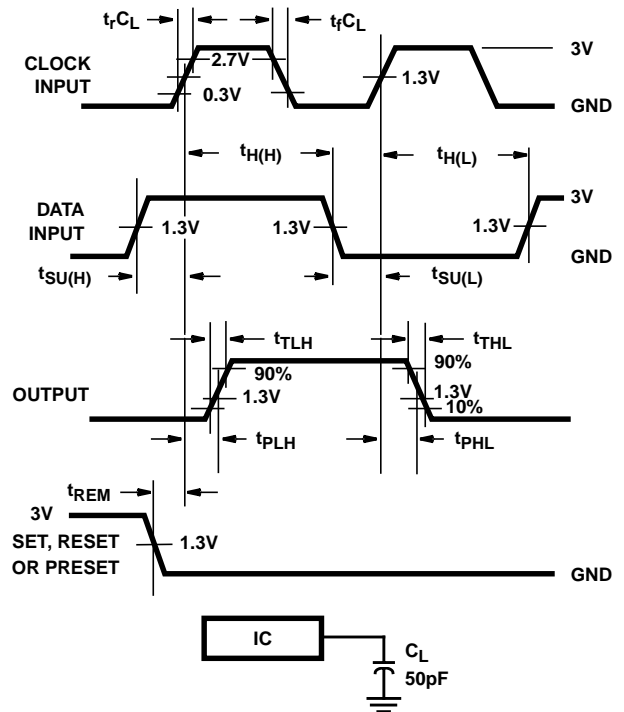 trCL
tfCL
CLOCK
INPUT
2.7V
0.3V
1.3V
3V
GND
tH(H)
tH(L)
DATA
INPUT
1.3V
1.3V
1.3V
3V
GND
tSU(H)
tSU(L)
tTLH
tTHL
OUTPUT
90%
1.3V
90%
1.3V
10%
tPLH
tPHL
tREM
3V
SET, RESET
OR PRESET
1.3V
GND
IC
CL
50pF